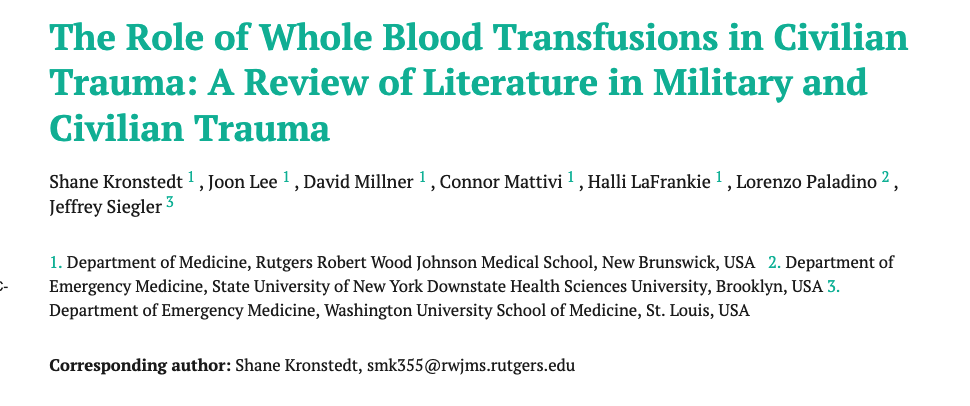 The Role of Whole Blood Transfusions in Civilian
Trauma: A Review of Literature in Military and
Civilian Trauma
Shane Kronstedt 1 , Joon Lee 1 , David Millner 1 , Connor Mattivi 1 , Halli LaFrankie 1 , Lorenzo Paladino 2 ,
Jeffrey Siegler 3
1. Department of Medicine, Rutgers Robert Wood Johnson Medical School, New Brunswick, USA 2. Department of
Emergency Medicine, State University of New York Downstate Health Sciences University, Brooklyn, USA 3.
Department of Emergency Medicine, Washington University School of Medicine, St. Louis, USA
Corresponding author: Shane Kronstedt, smk355@rwjms.rutgers.edu